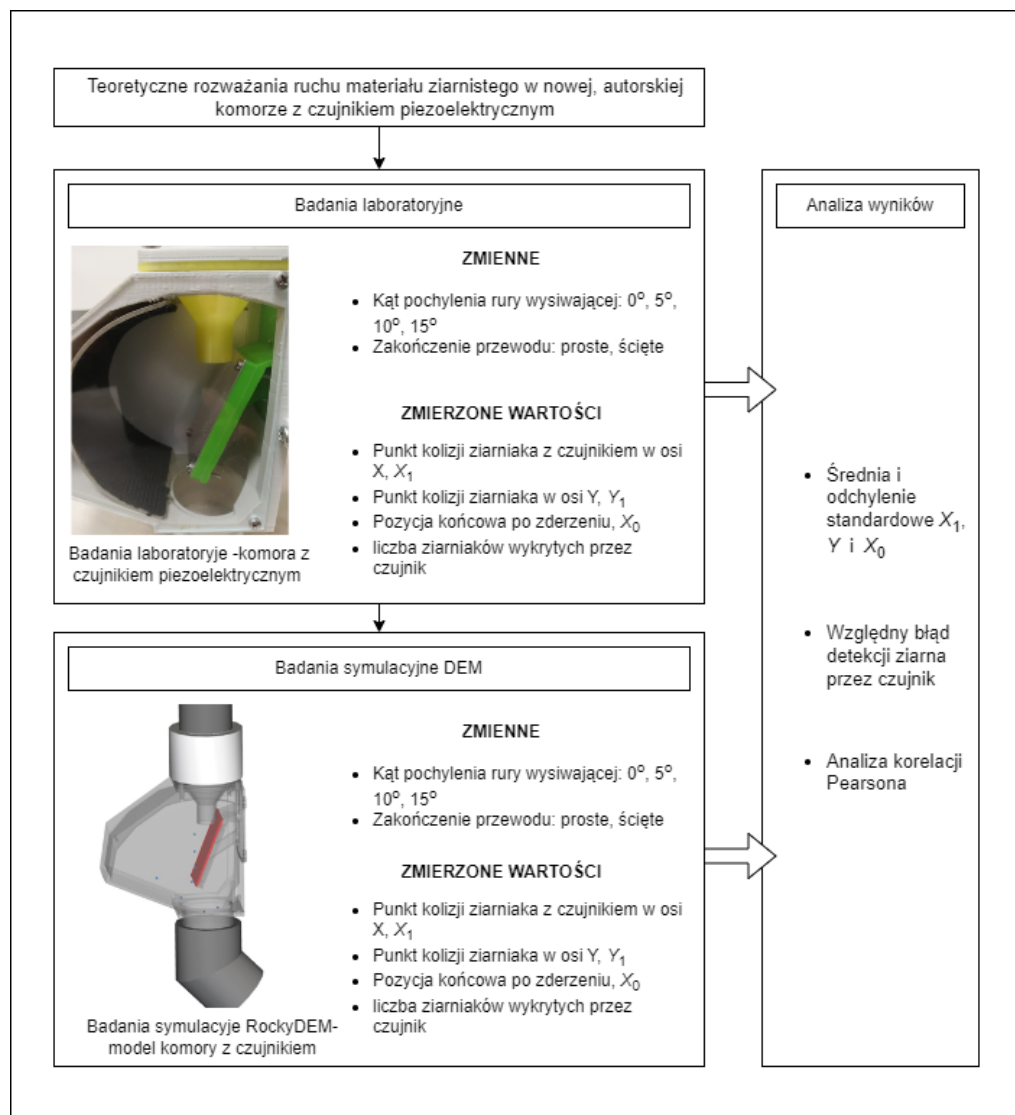 Teoretyczne rozważania ruchu materiału ziarnistego w nowej, autorskiej
komorze z czujnikiem piezoelektrycznym
Badania laboratoryjne
ZMIENNE
• Kąt pochylenia rury wysiwającej: 0°, 5°,
10°, 15°
• Zakończenie przewodu: proste, ścięte
ZMIERZONE WARTOŚCI
• Punkt kolizji ziarniaka z czujnikiem w osi
X, X₁
• Punkt kolizji ziarniaka w osi Y, Y₁
• Pozycja końcowa po zderzeniu, X₀
• liczba ziarniaków wykrytych przez
czujnik
Badania laboratoryje -komora z
czujnikiem piezoelektrycznym
Badania symulacyjne DEM
ZMIENNE
• Kąt pochylenia rury wysiwającej: 0°, 5°,
10°, 15°
• Zakończenie przewodu: proste, ścięte
ZMIERZONE WARTOŚCI
• Punkt kolizji ziarniaka z czujnikiem w osi
X, X₁
• Punkt kolizji ziarniaka w osi Y, Y₁
• Pozycja końcowa po zderzeniu, X₀
• liczba ziarniaków wykrytych przez
czujnik
Badania symulacyje RockyDEM-
model komory z czujnikiem
Analiza wyników
• Średnia i
odchylenie
standardowe X₁,
Y i X₀
• Względny błąd
detekcji ziarna
przez czujnik
• Analiza korelacji
Pearsona